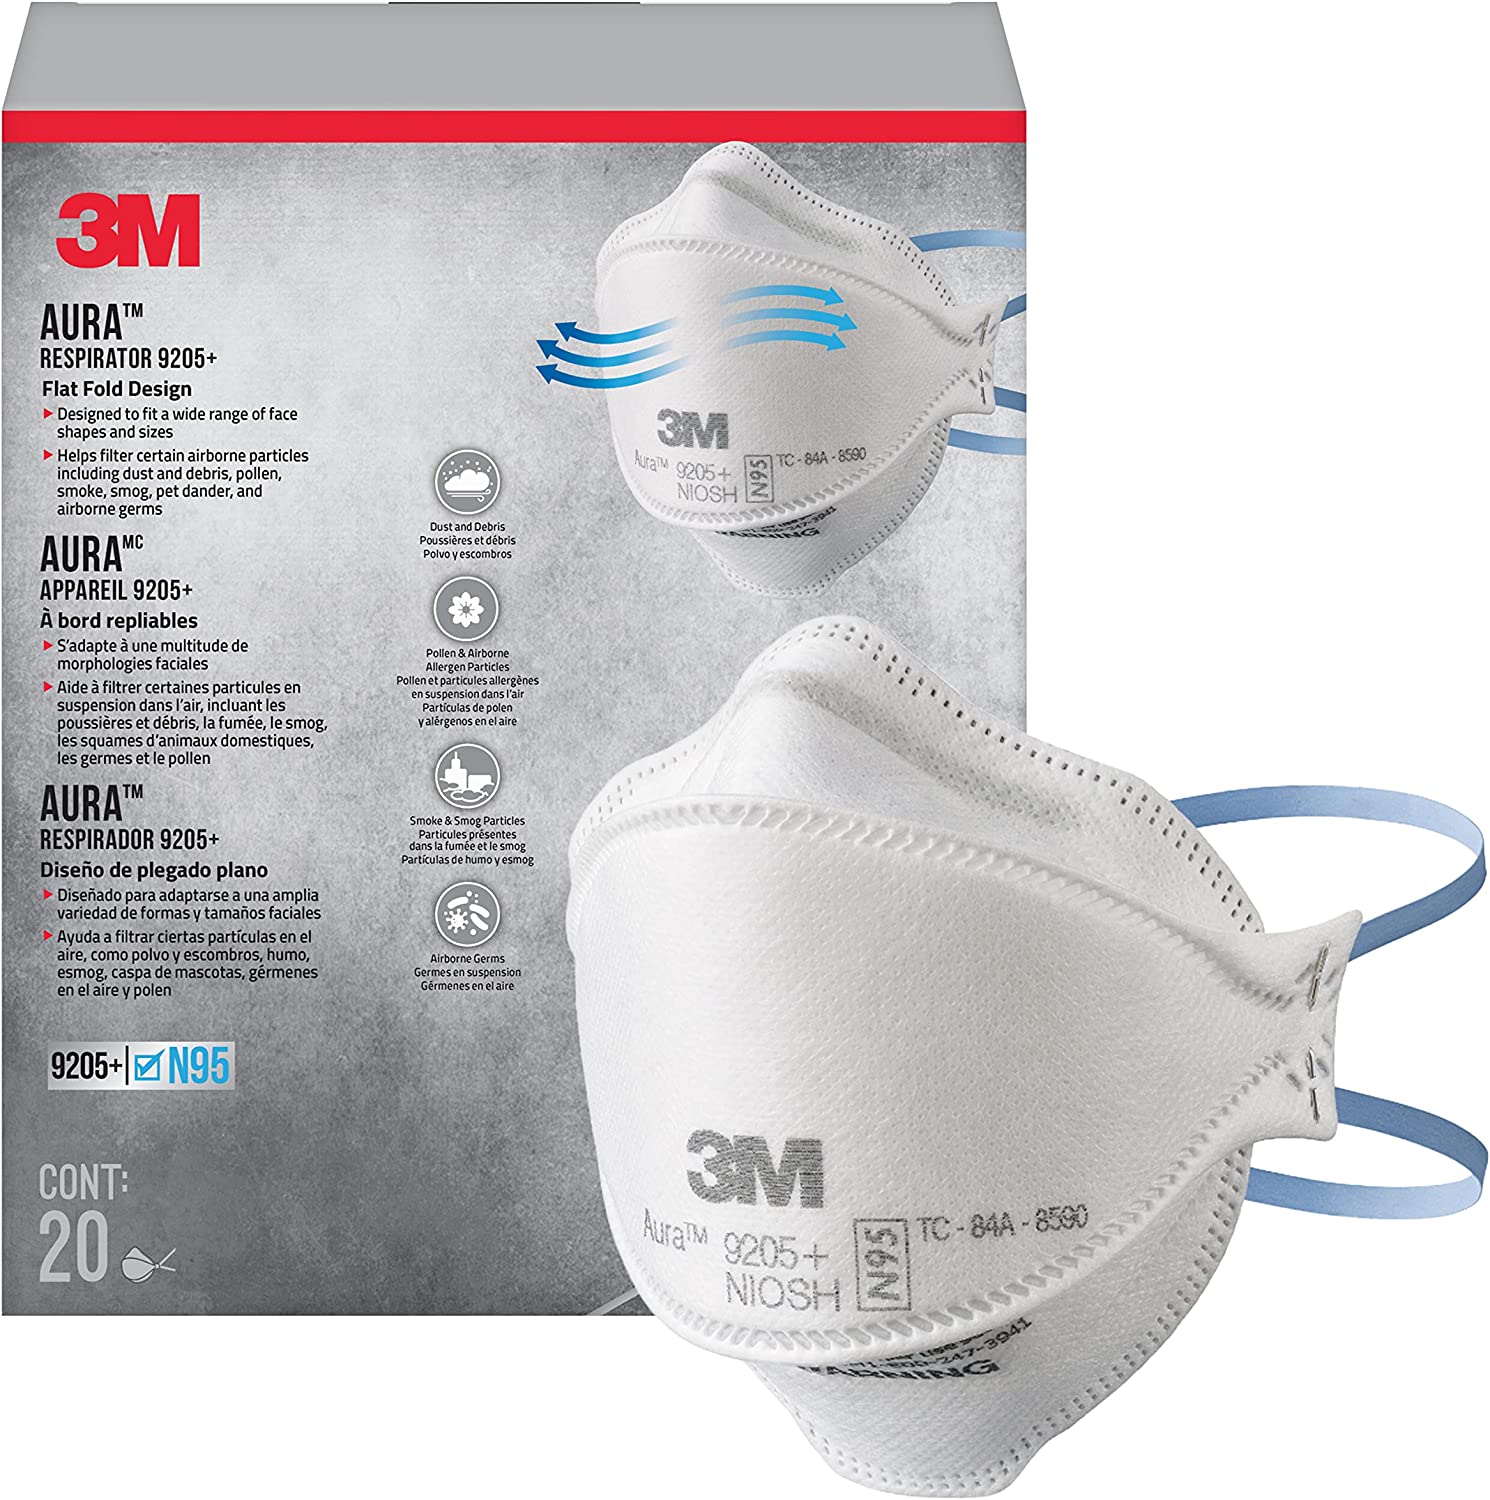 3M
AURA™
RESPIRATOR 9205+
Flat Fold Design
Designed to fit a wide range of face
shapes and sizes
Helps filter certain airborne particles
including dust and debris, pollen,
smoke, smog, pet dander, and
airborne germs
AURA MC
APPAREIL 9205+
À bord repliables
S'adapte à une multitude de
morphologies faciales
Aide à filtrer certaines particules en
suspension dans l'air, incluant les
poussières et débris, la fumée, le smog,
les squames d'animaux domestiques,
les germes et le pollen
AURA™
RESPIRADOR 9205+
Diseño de plegado plano
Diseñado para adaptarse a una amplia
variedad de formas y tamaños faciales
Ayuda a filtrar ciertas partículas en el
aire, como polvo y escombros, humo,
esmog, caspa de mascotas, gérmenes
en el aire y polen
9205+ N95
CONT:
20
Dust and Debris
Poussières et débris
Polvo y escombros
Pollen & Airborne
Allergen Particles
Pollen et particules allergènes
en suspension dans l'air
Partículas de polen
y alérgenos en el aire
Smoke & Smog Particles
Particules présentes
dans la fumée et le smog
Partículas de humo y esmog
Airborne Germs
Germes en suspension
Gérmenes en el aire
3M
Aura™ 9205+ N95 TC - 84A - 8590
NIOSH
WARNING
3M
Aura™ 9205+ N95 TC - 84A - 8590
NIOSH
1-800-247-3941
WARNING